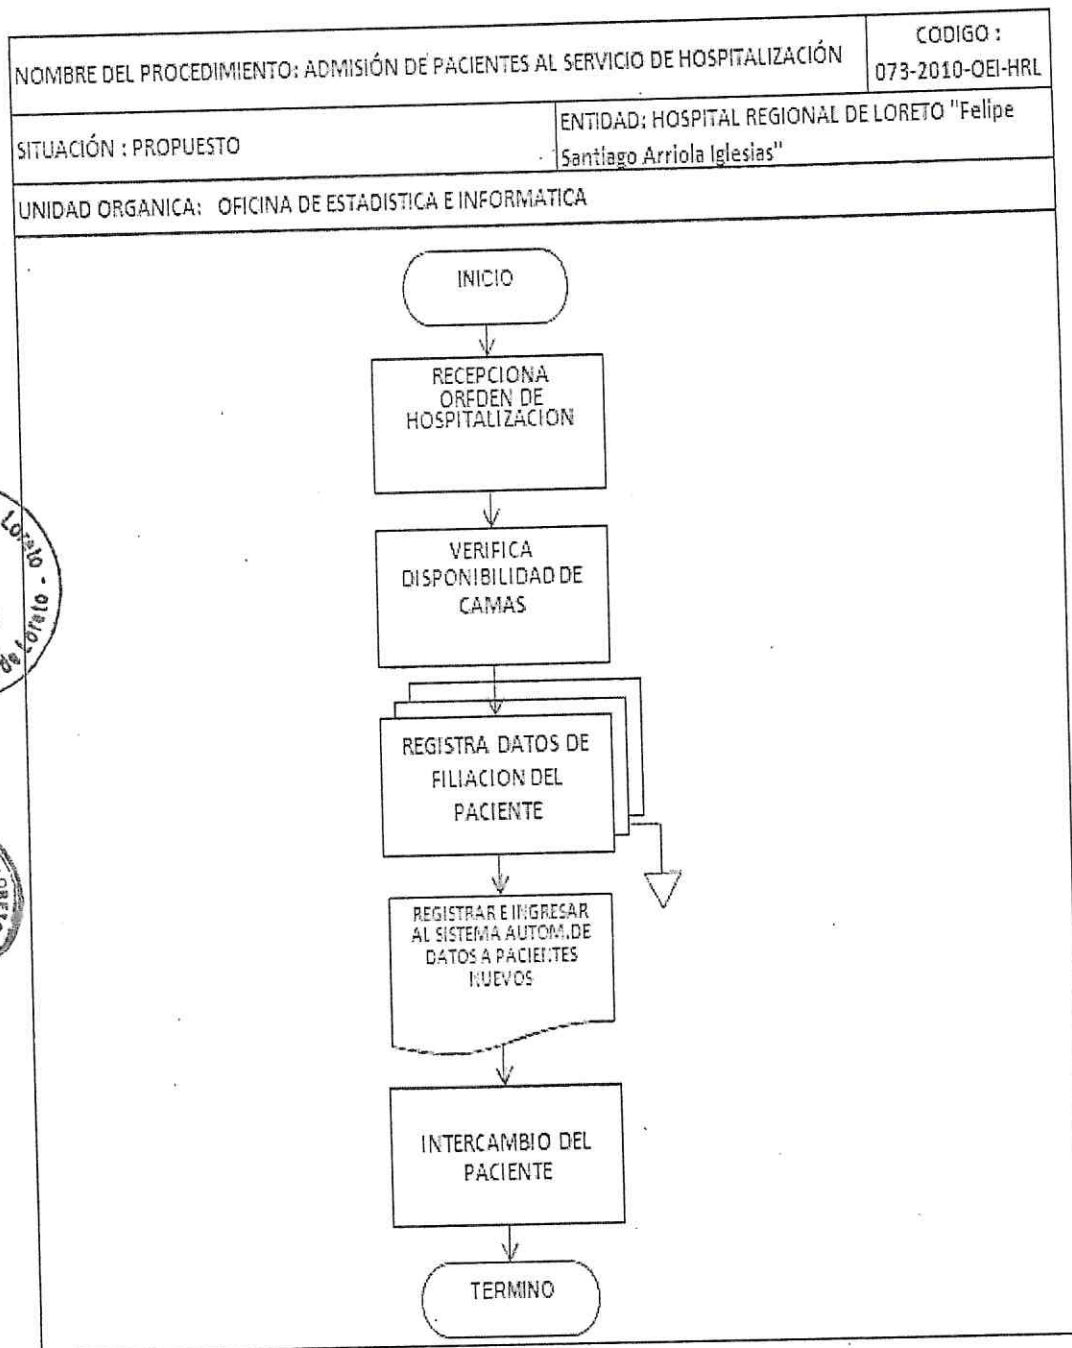 NOMBRE DEL PROCEDIMIENTO: ADMISIÓN DE PACIENTES AL SERVICIO DE HOSPITALIZACIÓN
CODIGO :
073-2010-OEI-HRL
SITUACIÓN : PROPUESTO
ENTIDAD: HOSPITAL REGIONAL DE LORETO "Felipe
Santiago Arriola Iglesias"
UNIDAD ORGANICA: OFICINA DE ESTADISTICA E INFORMATICA
INICIO
RECEPCIONA
ORFDEN DE
HOSPITALIZACION
VERIFICA
DISPONIBILIDAD DE
CAMAS
REGISTRA DATOS DE
FILIACION DEL
PACIENTE
REGISTRAR E INGRESAR
AL SISTEMA AUTOM.DE
DATOS A PACIENTES
NUEVOS
INTERCAMBIO DEL
PACIENTE
TERMINO
Loreto -
de Loreto -